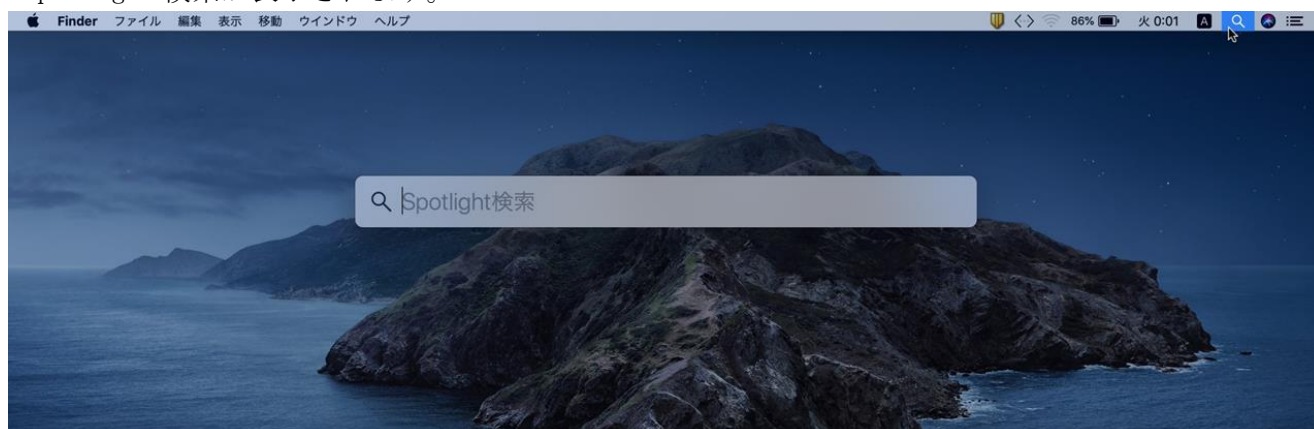 Finder ファイル 編集 表示 移動 ウインドウ ヘルプ 86% 火 0:01 A
Spotlight検索